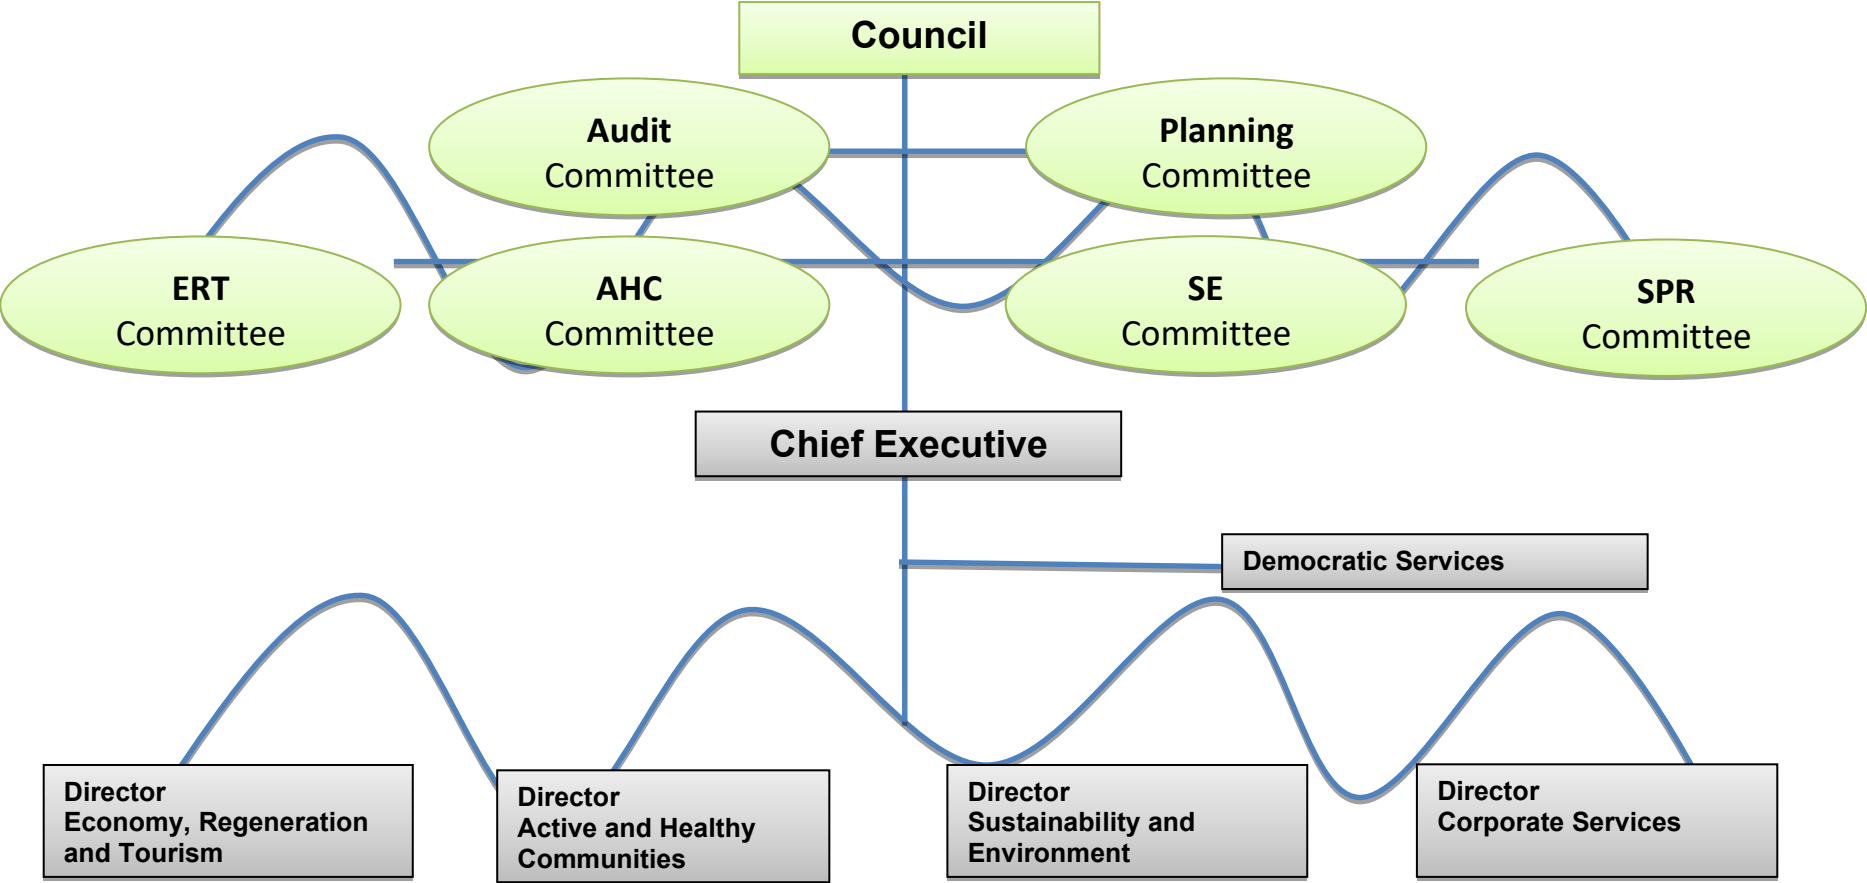 Council
Audit
Committee
Planning
Committee
ERT
Committee
AHC
Committee
SE
Committee
SPR
Committee
Chief Executive
Democratic Services
Director
Economy, Regeneration
and Tourism
Director
Active and Healthy
Communities
Director
Sustainability and
Environment
Director
Corporate Services